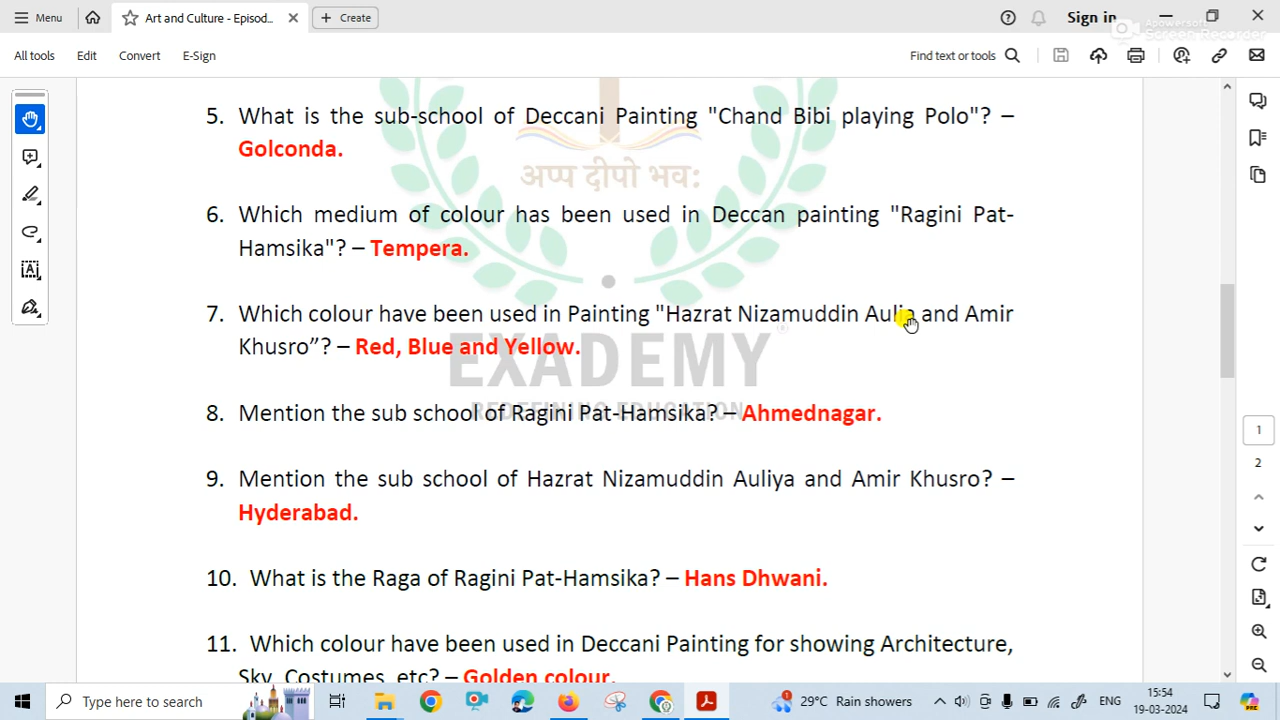 Menu
Art and Culture - Episod...
Create
Sign in
Apowersoft
Screen Recorder
All tools
Edit
Convert
E-Sign
Find text or tools
5. What is the sub-school of Deccani Painting "Chand Bibi playing Polo"? –
Golconda.
अप्प दीपो भव:
6. Which medium of colour has been used in Deccan painting "Ragini Pat-
Hamsika"? – Tempera.
7. Which colour have been used in Painting "Hazrat Nizamuddin Aulia and Amir
Khusro”? – Red, Blue and Yellow.
EXADEMY
REDEFINING EDUCATION
8. Mention the sub school of Ragini Pat-Hamsika? – Ahmednagar.
9. Mention the sub school of Hazrat Nizamuddin Auliya and Amir Khusro? –
Hyderabad.
10. What is the Raga of Ragini Pat-Hamsika? – Hans Dhwani.
11. Which colour have been used in Deccani Painting for showing Architecture,
Sky, Costumes, etc? – Golden colour.
1
2
Type here to search
1
29°C Rain showers
ENG
15:54
19-03-2024